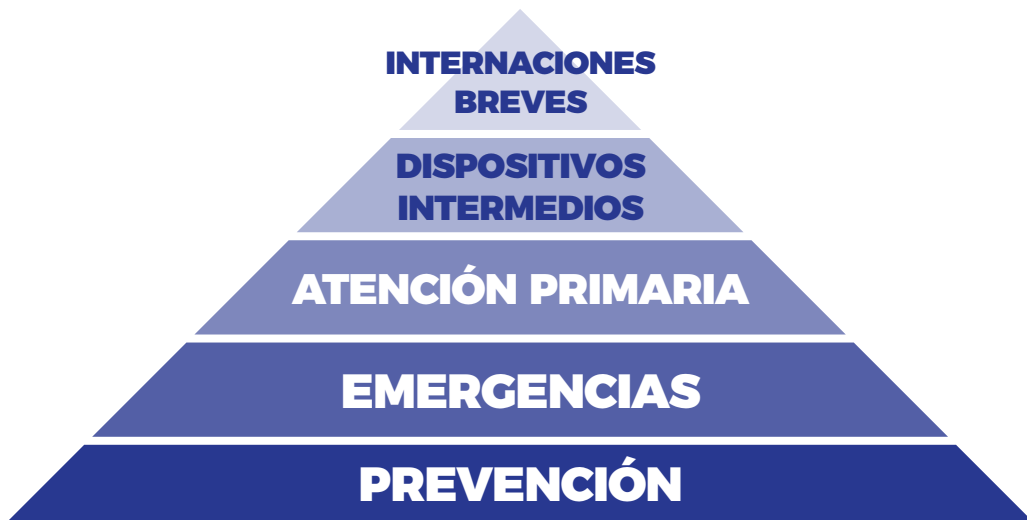 INTERNACIONES
BREVES
DISPOSITIVOS
INTERMEDIOS
ATENCIÓN PRIMARIA
EMERGENCIAS
PREVENCIÓN